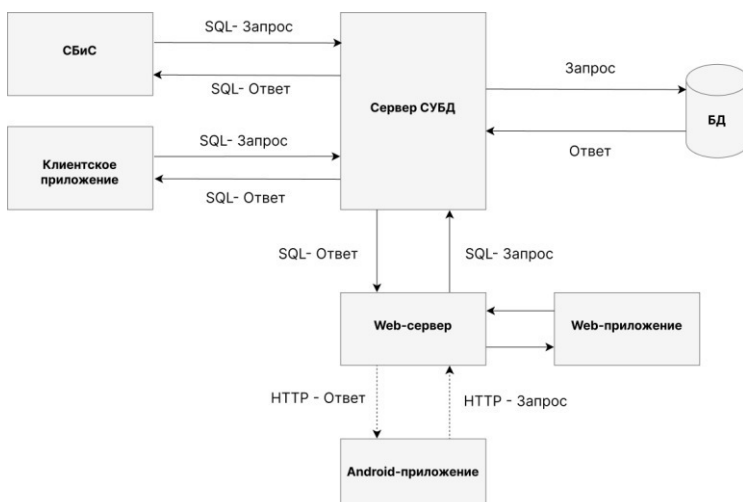 SQL- Запрос
СБиС
SQL- Ответ
Сервер СУБД
Запрос
БД
Ответ
SQL- Запрос
Клиентское
приложение
SQL- Ответ
SQL- Ответ
SQL- Запрос
Web-сервер
Web-приложение
HTTP - Ответ
HTTP - Запрос
Android-приложение